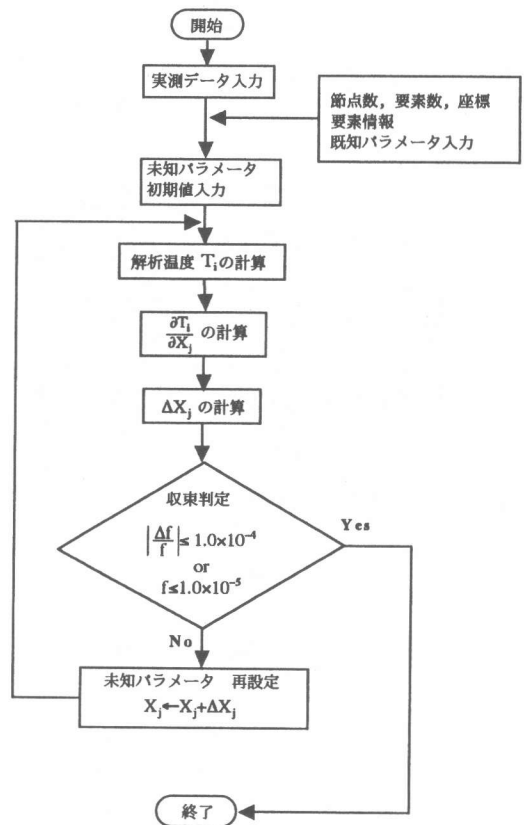 開始
実測データ入力
節点数，要素数，座標
要素情報
既知パラメータ入力
未知パラメータ
初期値入力
解析温度 Tiの計算
∂Ti/∂Xj の計算
ΔXj の計算
収束判定
|Δf/f|≤ 1.0×10⁻⁴
or
f≤1.0×10⁻⁵
Yes
No
未知パラメータ 再設定
Xj←Xj+ΔXj
終了